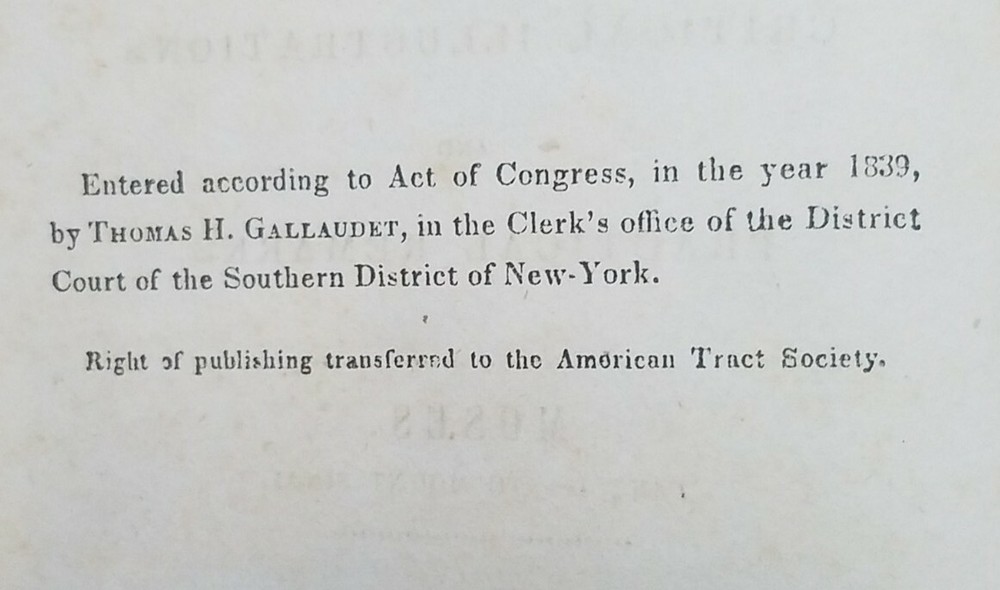 Entered according to Act of Congress, in the year 1839,
by THOMAS H. GALLAUDET, in the Clerk's office of the District
Court of the Southern District of New-York.
Right of publishing transferred to the American Tract Society.